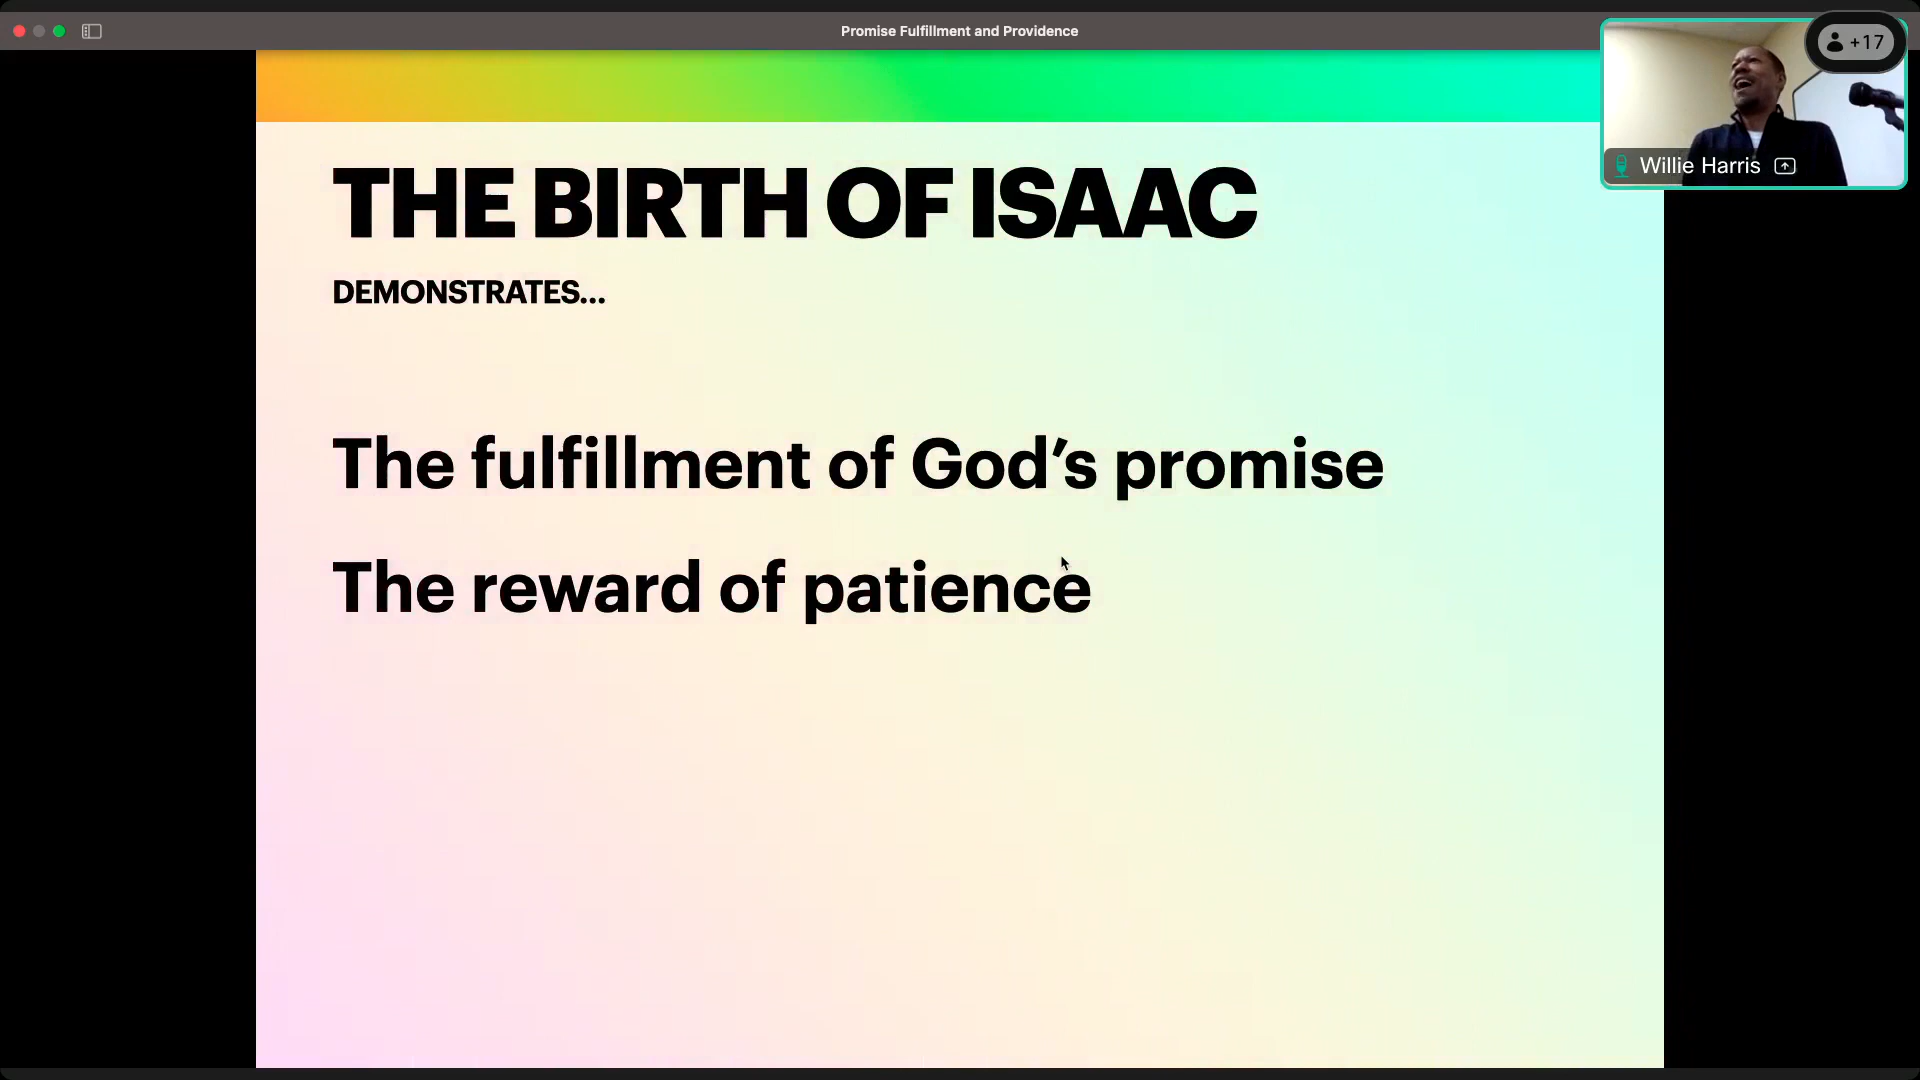 Promise Fulfillment and Providence
+17
Willie Harris
THE BIRTH OF ISAAC
DEMONSTRATES...
The fulfillment of God’s promise
The reward of patience